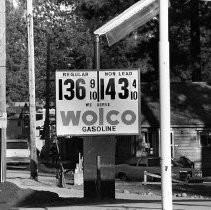 REGULAR NON LEAD
136 9/10 143 4/10
WE SERVE
wolco
GASOLINE